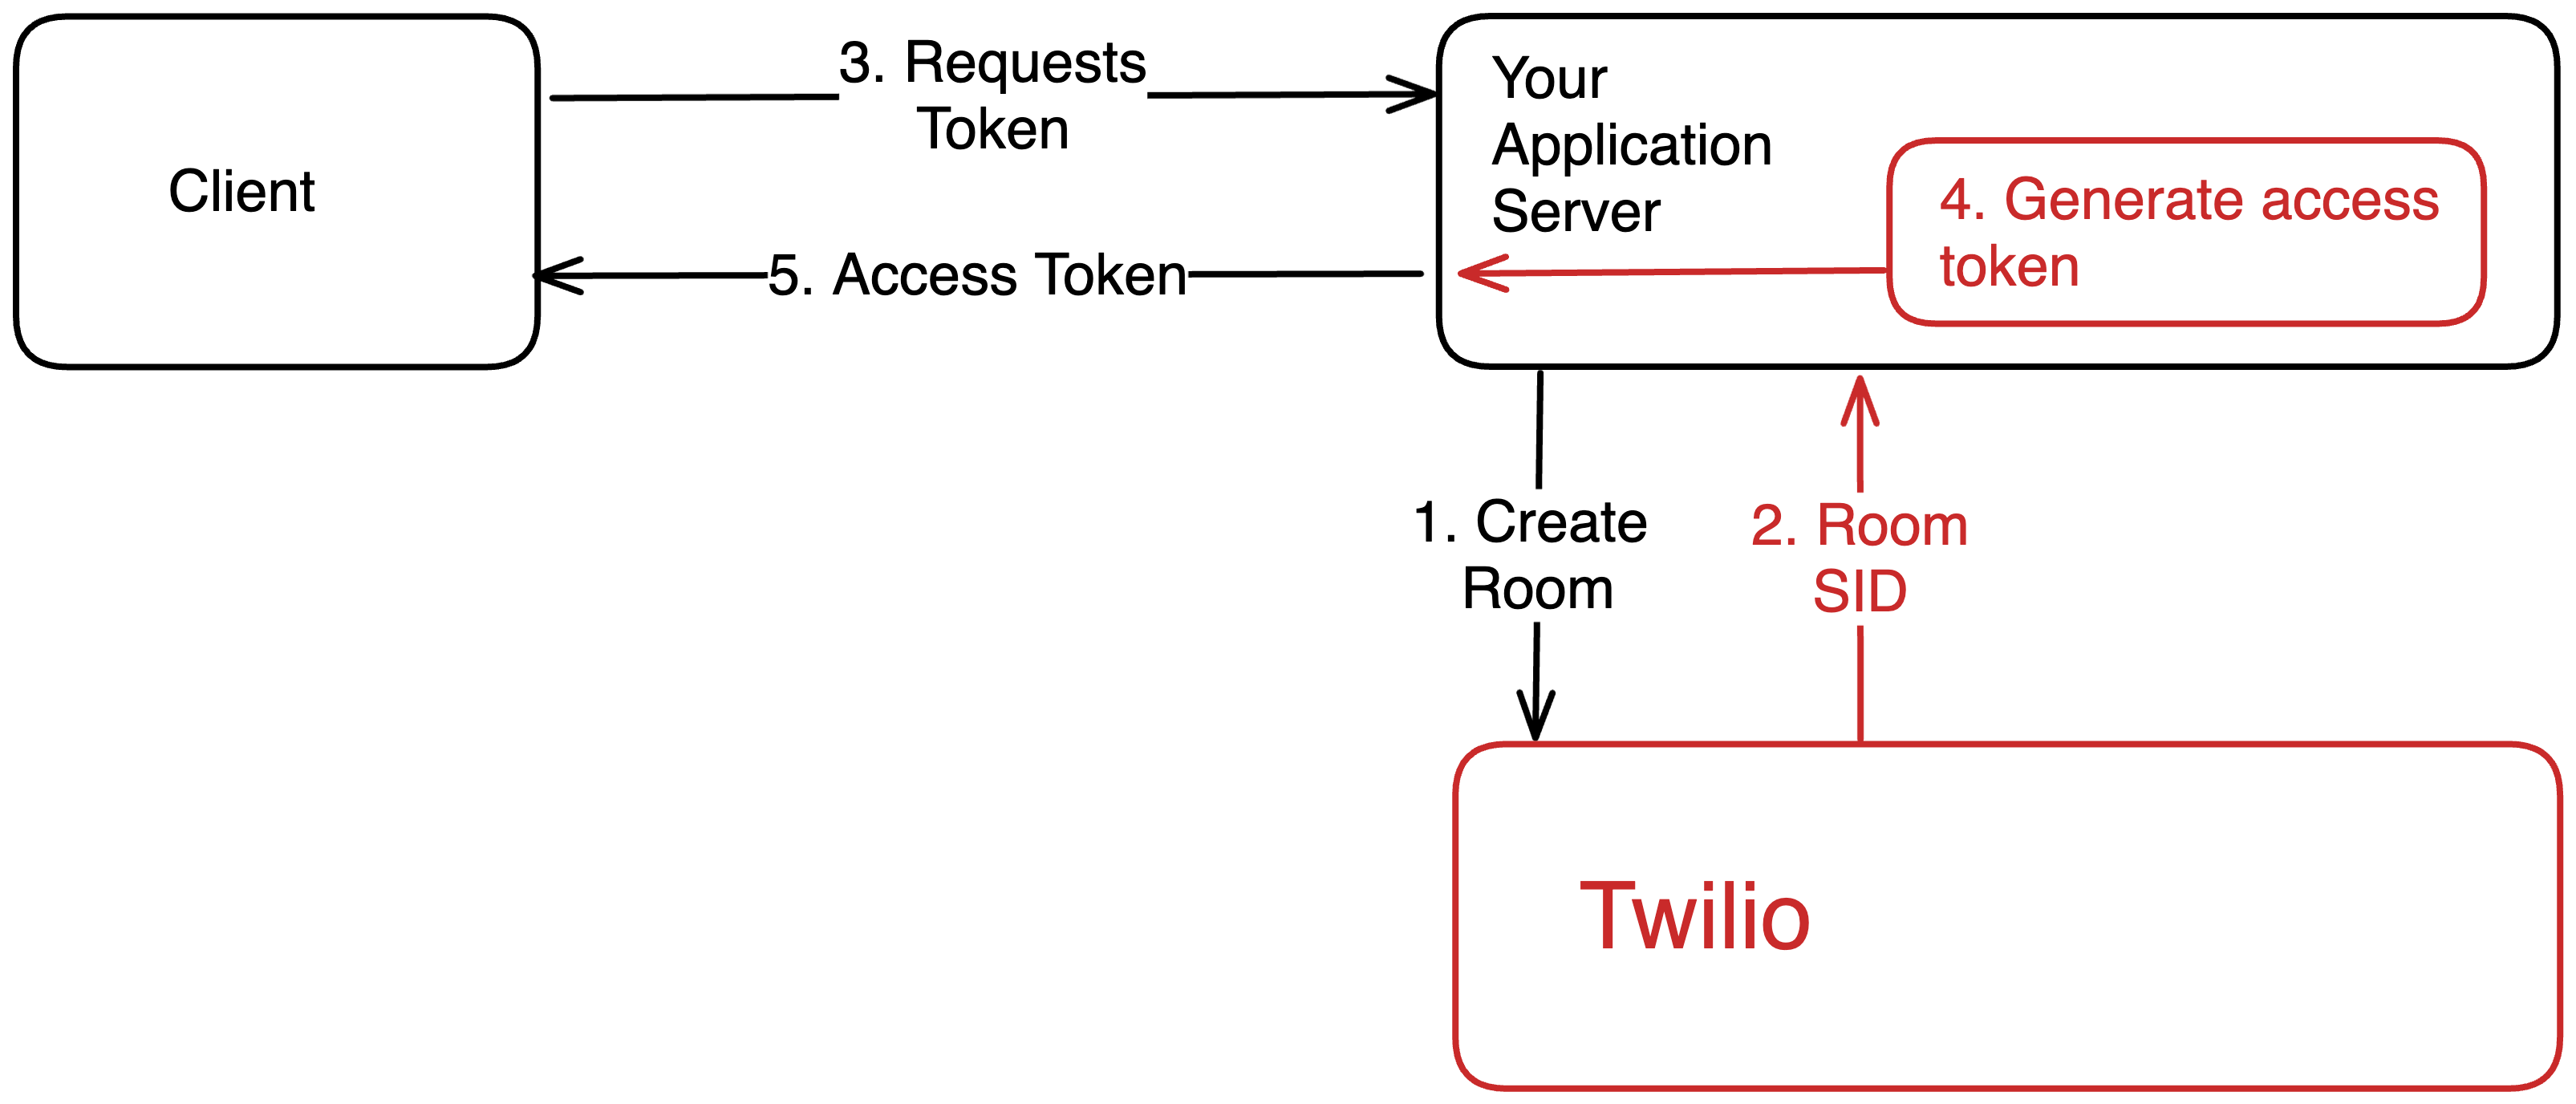 Client
3. Requests
Token
5. Access Token
Your
Application
Server
4. Generate access
token
1. Create
Room
2. Room
SID
Twilio